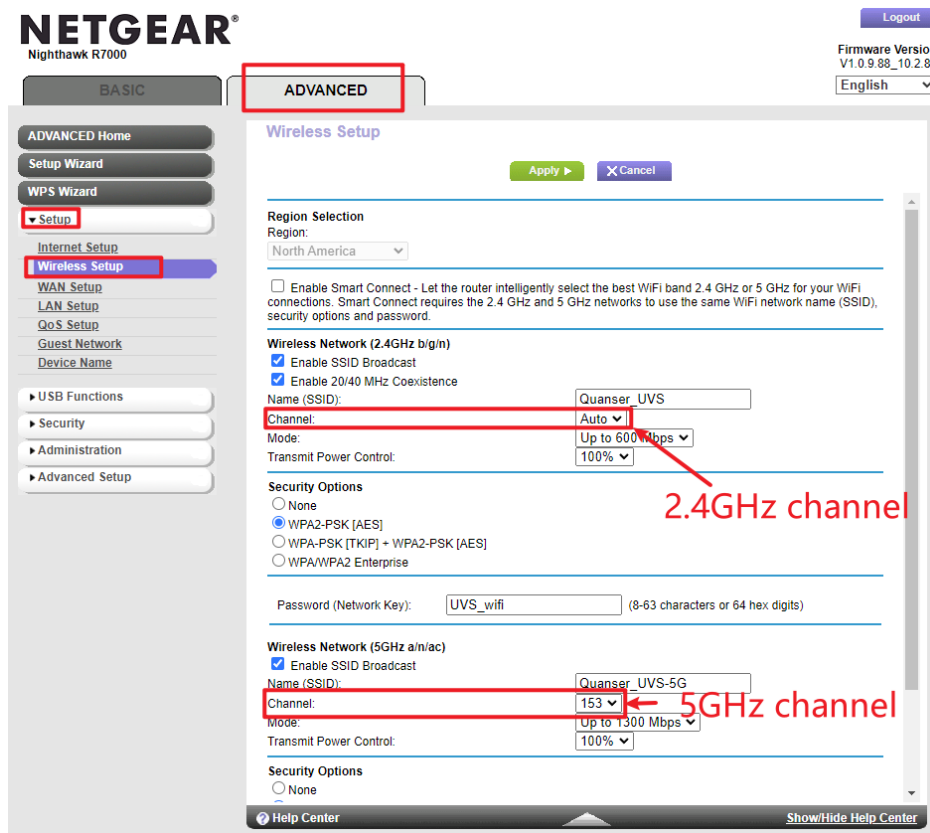 NETGEAR®
Nighthawk R7000
Logout
Firmware Versio
V1.0.9.88_10.2.8
English
BASIC
ADVANCED
ADVANCED Home
Setup Wizard
WPS Wizard
Setup
Internet Setup
Wireless Setup
WAN Setup
LAN Setup
QoS Setup
Guest Network
Device Name
USB Functions
Security
Administration
Advanced Setup
Wireless Setup
Apply
Cancel
Region Selection
Region:
North America
Enable Smart Connect - Let the router intelligently select the best WiFi band 2.4 GHz or 5 GHz for your WiFi
connections. Smart Connect requires the 2.4 GHz and 5 GHz networks to use the same WiFi network name (SSID),
security options and password.
Wireless Network (2.4GHz b/g/n)
Enable SSID Broadcast
Enable 20/40 MHz Coexistence
Name (SSID): Quanser_UVS
Channel: Auto
Mode: Up to 600 Mbps
Transmit Power Control: 100%
2.4GHz channel
Security Options
None
WPA2-PSK [AES]
WPA-PSK [TKIP] + WPA2-PSK [AES]
WPA/WPA2 Enterprise
Password (Network Key): UVS_wifi (8-63 characters or 64 hex digits)
Wireless Network (5GHz a/n/ac)
Enable SSID Broadcast
Name (SSID): Quanser_UVS-5G
Channel: 153 5GHz channel
Mode: Up to 1300 Mbps
Transmit Power Control: 100%
Security Options
None
Help Center
Show/Hide Help Center